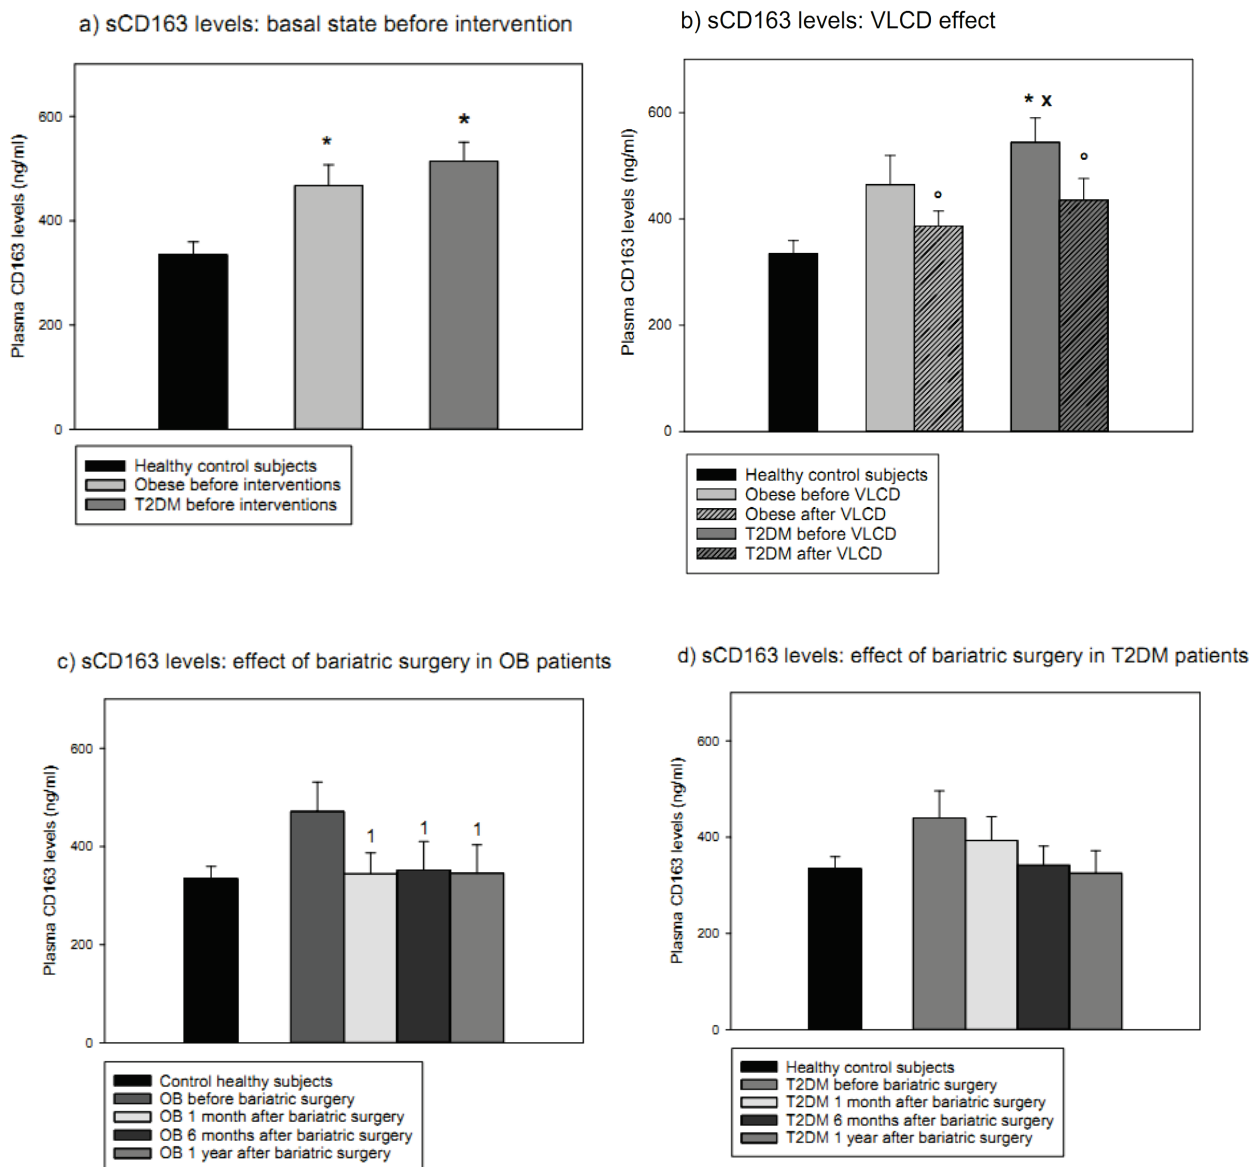 a) sCD163 levels: basal state before intervention
Plasma CD163 levels (ng/ml)
600
400
200
0
*
*
Healthy control subjects
Obese before interventions
T2DM before interventions
b) sCD163 levels: VLCD effect
Plasma CD163 levels (ng/ml)
600
400
200
0
°
* x
°
Healthy control subjects
Obese before VLCD
Obese after VLCD
T2DM before VLCD
T2DM after VLCD
c) sCD163 levels: effect of bariatric surgery in OB patients
Plasma CD163 levels (ng/ml)
600
400
200
0
1
1
1
Control healthy subjects
OB before bariatric surgery
OB 1 month after bariatric surgery
OB 6 months after bariatric surgery
OB 1 year after bariatric surgery
d) sCD163 levels: effect of bariatric surgery in T2DM patients
Plasma CD163 levels (ng/ml)
600
400
200
0
Healthy control subjects
T2DM before bariatric surgery
T2DM 1 month after bariatric surgery
T2DM 6 months after bariatric surgery
T2DM 1 year after bariatric surgery